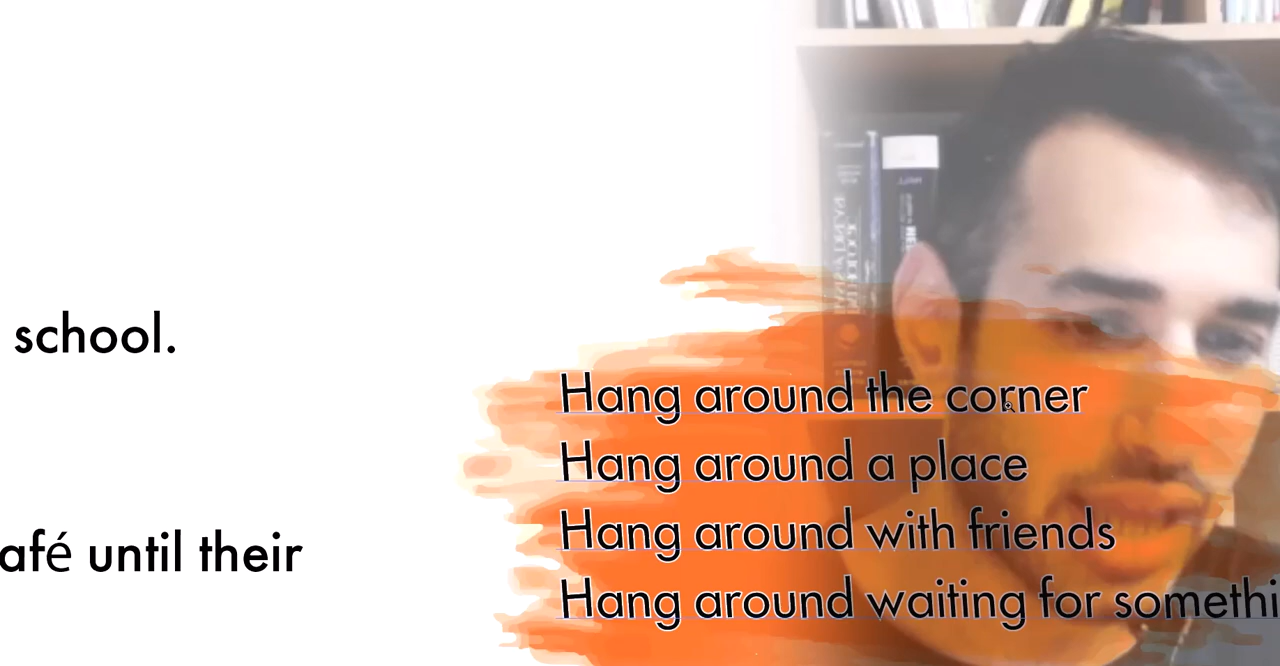 school.
Hang around the corner
Hang around a place
Hang around with friends
afé until their
Hang around waiting for somethi